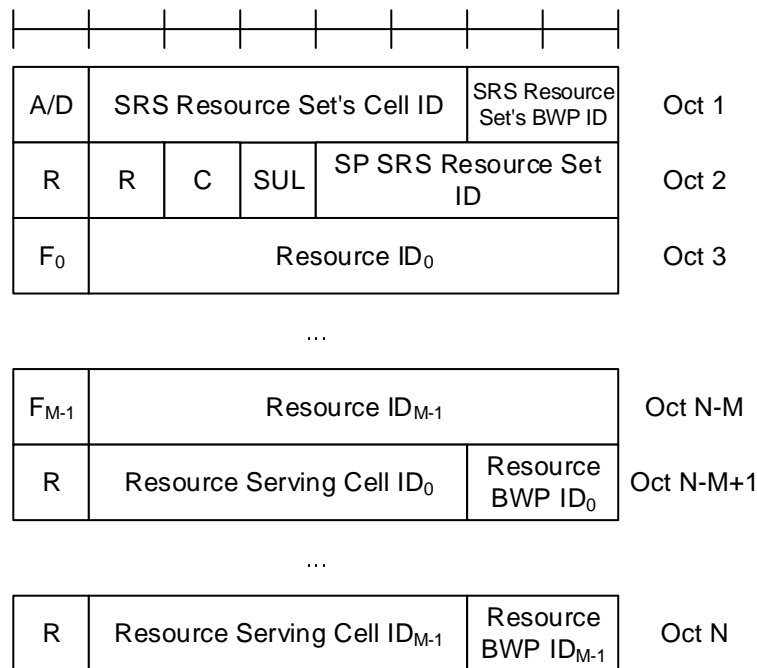 A/D SRS Resource Set's Cell ID SRS Resource Set's BWP ID Oct 1
R R C SUL SP SRS Resource Set ID Oct 2
F0 Resource ID0 Oct 3
...
FM-1 Resource IDM-1 Oct N-M
R Resource Serving Cell ID0 Resource BWP ID0 Oct N-M+1
...
R Resource Serving Cell IDM-1 Resource BWP IDM-1 Oct N